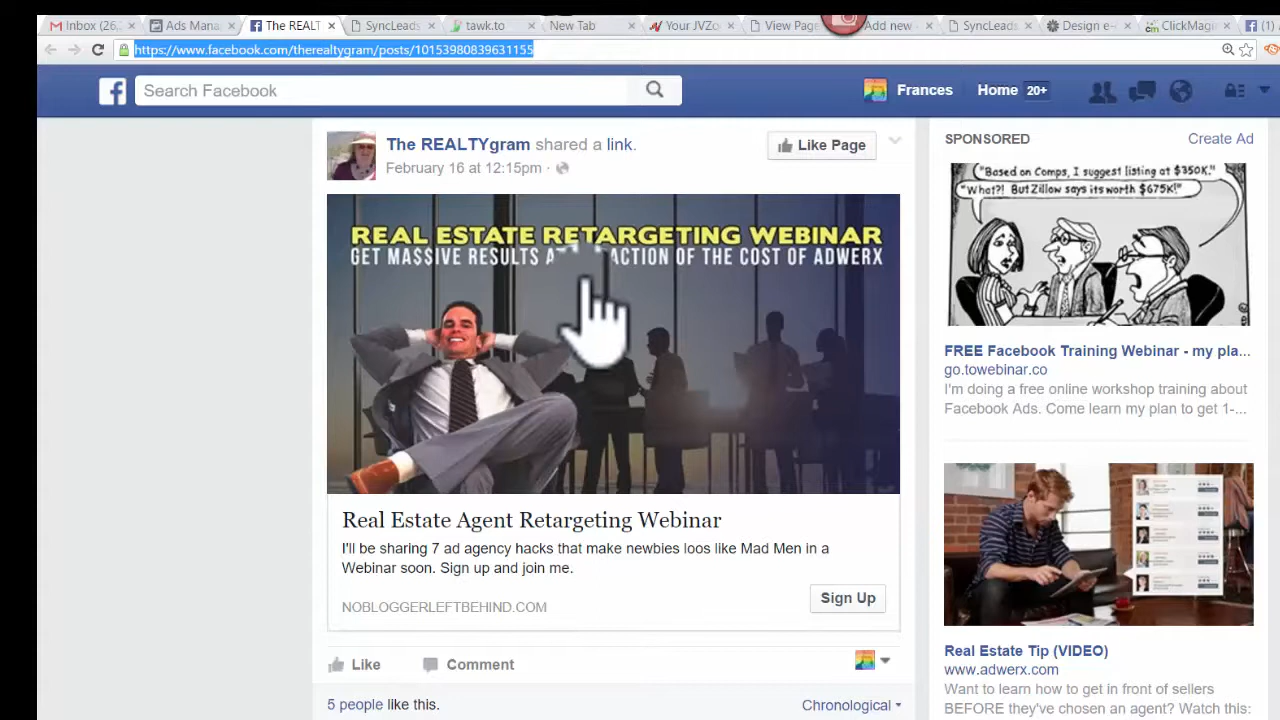 Inbox (26,
Ads Mana
The REALT
SyncLeads
tawk.to
New Tab
Your JVZo
View Page
Add new
SyncLeads
Design e-c
ClickMagi
(1)
https://www.facebook.com/therealtygram/posts/10153980839631155
Search Facebook
Frances
Home 20+
The REALTYgram shared a link.
February 16 at 12:15pm ·
Like Page
REAL ESTATE RETARGETING WEBINAR
GET MA$$IVE RESULTS OF THE COST OF ADWERX
Real Estate Agent Retargeting Webinar
I'll be sharing 7 ad agency hacks that make newbies loos like Mad Men in a
Webinar soon. Sign up and join me.
NOBLOGGERLEFTBEHIND.COM
Sign Up
Like
Comment
5 people like this.
Chronological
SPONSORED
Create Ad
"Based on Comps, I suggest listing at $350K."
"What?! But Zillow says its worth $675K!"
FREE Facebook Training Webinar - my pla...
go.towebinar.co
I'm doing a free online workshop training about
Facebook Ads. Come learn my plan to get 1-...
Real Estate Tip (VIDEO)
www.adwerx.com
Want to learn how to get in front of sellers
BEFORE they've chosen an agent? Watch this: